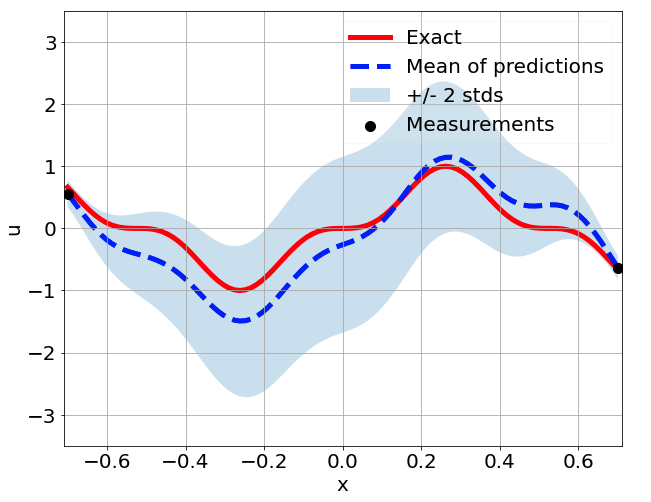 Exact
Mean of predictions
+/- 2 stds
Measurements
3
2
1
0
−1
−2
−3
u
−0.6 −0.4 −0.2 0.0 0.2 0.4 0.6
x